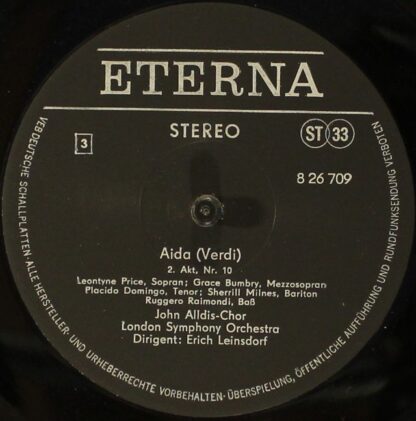 ETERNA
STEREO
ST 33
3
8 26 709
Aida (Verdi)
2. Akt, Nr. 10
Leontyne Price, Sopran; Grace Bumbry, Mezzosopran
Placido Domingo, Tenor; Sherrill Milnes, Bariton
Ruggero Raimondi, Baß
John Alldis-Chor
London Symphony Orchestra
Dirigent: Erich Leinsdorf
VEB DEUTSCHE SCHALLPLATTEN · ALLE HERSTELLER- UND URHEBERRECHTE VORBEHALTEN · ÜBERSPIELUNG, ÖFFENTLICHE AUFFÜHRUNG UND RUNDFUNKSENDUNG VERBOTEN